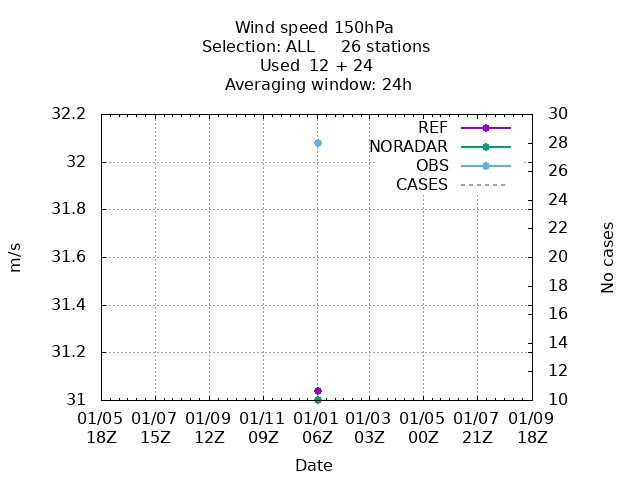 Wind speed 150hPa
Selection: ALL 26 stations
Used 12 + 24
Averaging window: 24h
32.2
32
31.8
31.6
31.4
31.2
31
m/s
30
28
26
24
22
20
18
16
14
12
10
No cases
REF
NORADAR
OBS
CASES
01/05 01/07 01/09 01/11 01/01 01/03 01/05 01/07 01/09
18Z 15Z 12Z 09Z 06Z 03Z 00Z 21Z 18Z
Date